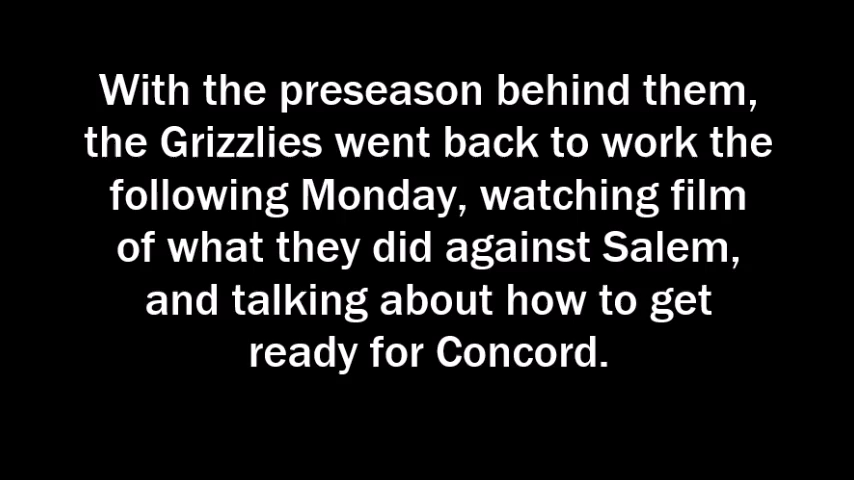 With the preseason behind them,
the Grizzlies went back to work the
following Monday, watching film
of what they did against Salem,
and talking about how to get
ready for Concord.